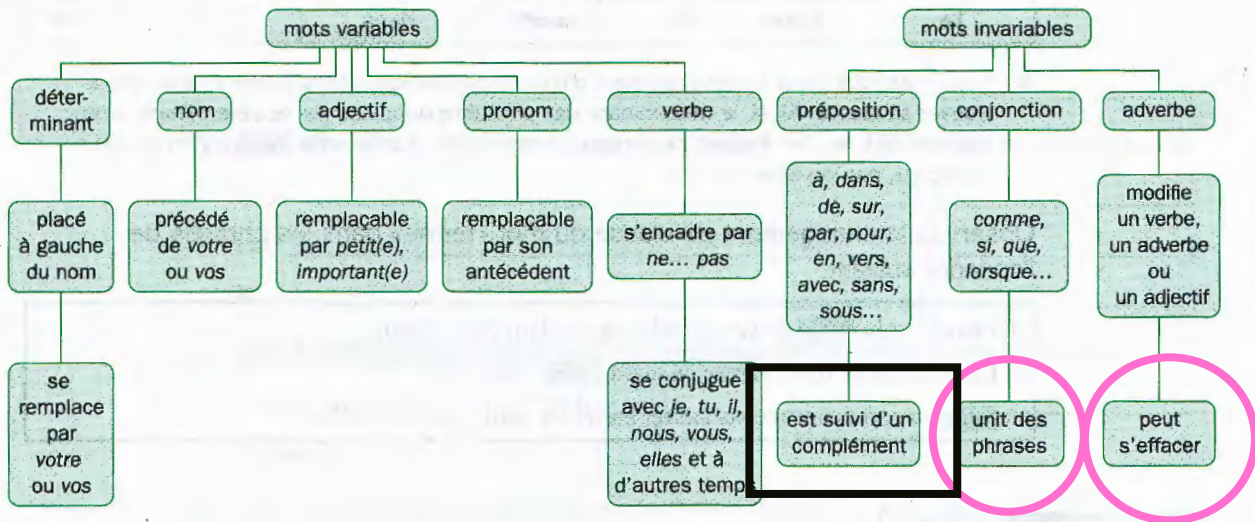 mots variables
mots invariables
déter-
minant
nom
adjectif
pronom
verbe
préposition
conjonction
adverbe
placé
à gauche
du nom
précédé
de votre
ou vos
remplaçable
par petit(e),
important(e)
remplaçable
par son
antécédent
s'encadre par
ne... pas
à, dans,
de, sur,
par, pour,
en, vers,
avec, sans,
sous...
comme,
si, que,
lorsque...
modifie
un verbe,
un adverbe
ou
un adjectif
se
remplace
par
votre
ou vos
se conjugue
avec je, tu, il,
nous, vous,
elles et à
d'autres temps
est suivi d'un
complément
unit des
phrases
peut
s'effacer